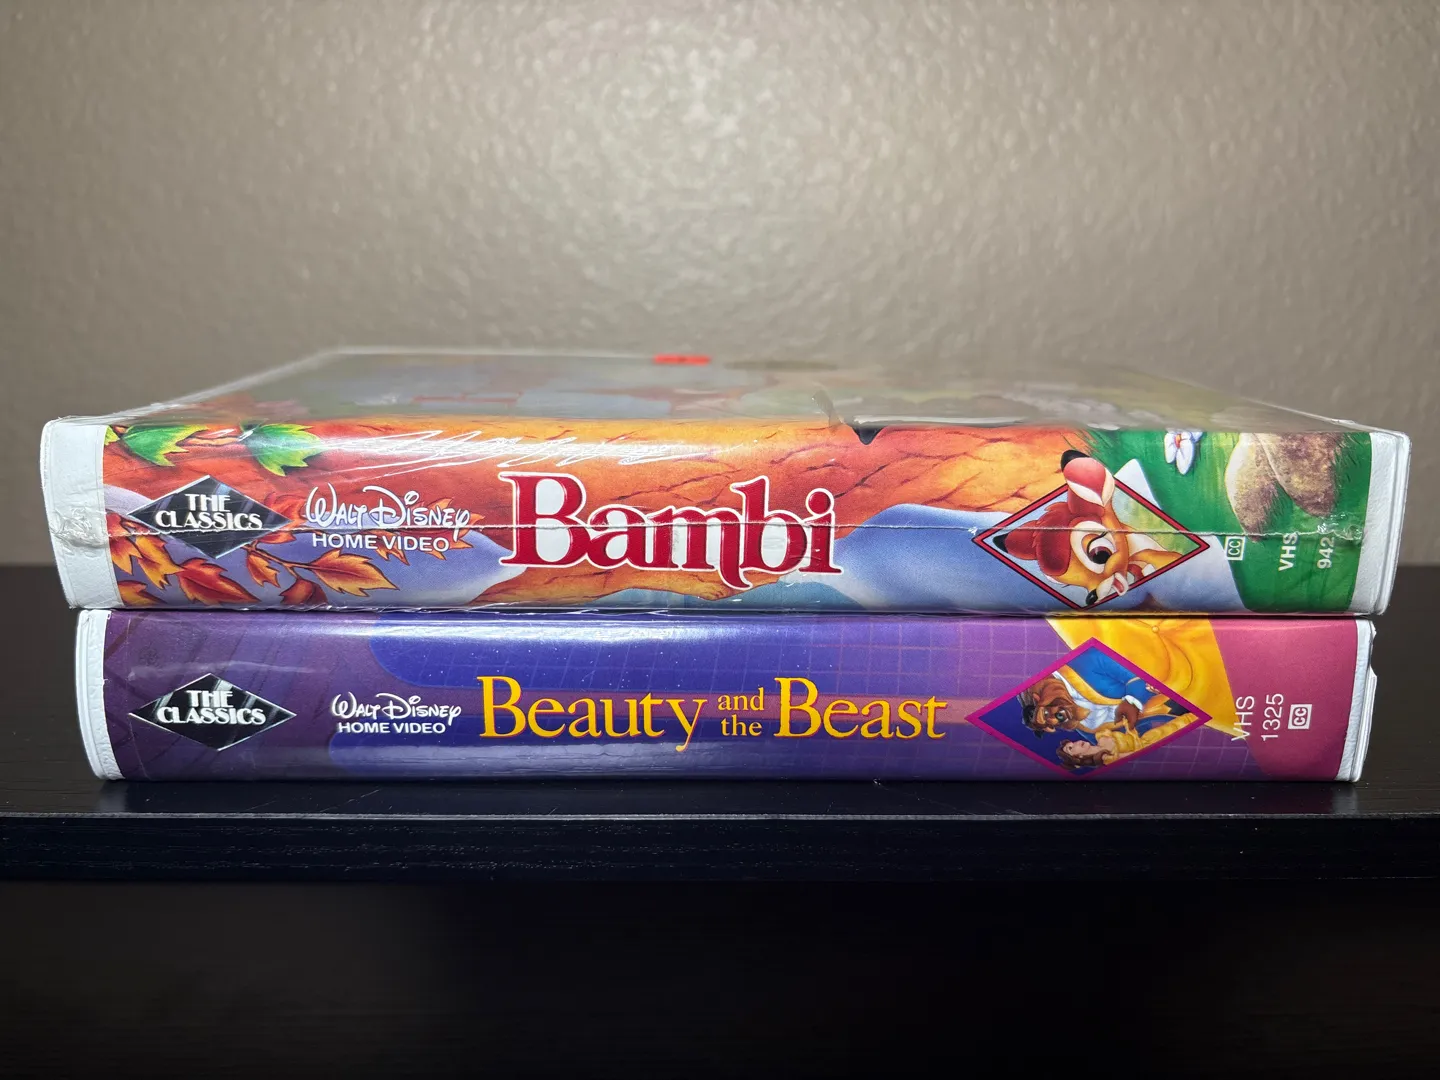 THE
CLASSICS
WALT DISNEY
HOME VIDEO
Bambi
CC
VHS
942
THE
CLASSICS
WALT DISNEY
HOME VIDEO
Beauty and the Beast
VHS
1325
CC